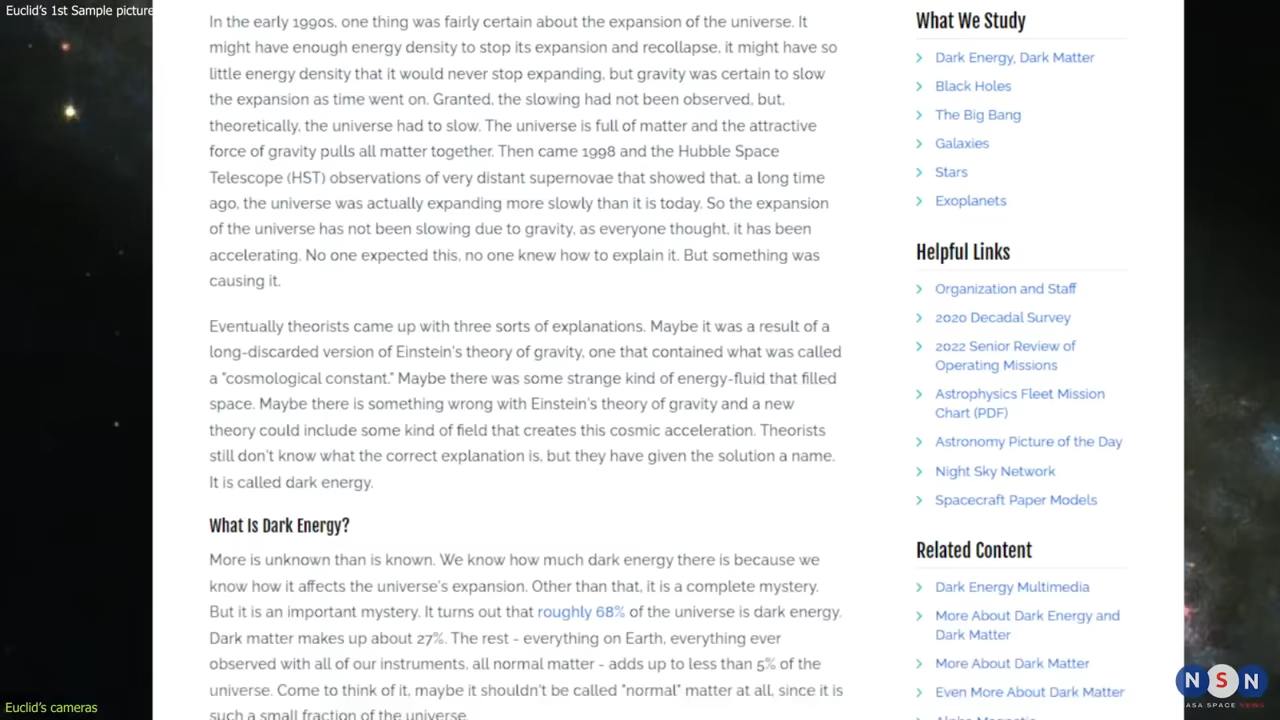 Euclid's 1st Sample picture
In the early 1990s, one thing was fairly certain about the expansion of the universe. It
might have enough energy density to stop its expansion and recollapse, it might have so
little energy density that it would never stop expanding, but gravity was certain to slow
the expansion as time went on. Granted, the slowing had not been observed, but,
theoretically, the universe had to slow. The universe is full of matter and the attractive
force of gravity pulls all matter together. Then came 1998 and the Hubble Space
Telescope (HST) observations of very distant supernovae that showed that, a long time
ago, the universe was actually expanding more slowly than it is today. So the expansion
of the universe has not been slowing due to gravity, as everyone thought, it has been
accelerating. No one expected this, no one knew how to explain it. But something was
causing it.
Eventually theorists came up with three sorts of explanations. Maybe it was a result of a
long-discarded version of Einstein's theory of gravity, one that contained what was called
a "cosmological constant." Maybe there was some strange kind of energy-fluid that filled
space. Maybe there is something wrong with Einstein's theory of gravity and a new
theory could include some kind of field that creates this cosmic acceleration. Theorists
still don't know what the correct explanation is, but they have given the solution a name.
It is called dark energy.
What Is Dark Energy?
More is unknown than is known. We know how much dark energy there is because we
know how it affects the universe's expansion. Other than that, it is a complete mystery.
But it is an important mystery. It turns out that roughly 68% of the universe is dark energy.
Dark matter makes up about 27%. The rest - everything on Earth, everything ever
observed with all of our instruments, all normal matter - adds up to less than 5% of the
universe. Come to think of it, maybe it shouldn't be called "normal" matter at all, since it is
such a small fraction of the universe.
What We Study
Dark Energy, Dark Matter
Black Holes
The Big Bang
Galaxies
Stars
Exoplanets
Helpful Links
Organization and Staff
2020 Decadal Survey
2022 Senior Review of
Operating Missions
Astrophysics Fleet Mission
Chart (PDF)
Astronomy Picture of the Day
Night Sky Network
Spacecraft Paper Models
Related Content
Dark Energy Multimedia
More About Dark Energy and
Dark Matter
More About Dark Matter
Even More About Dark Matter
Alpha Magnetic
Euclid's cameras
NSN
ASA SPACE NEWS